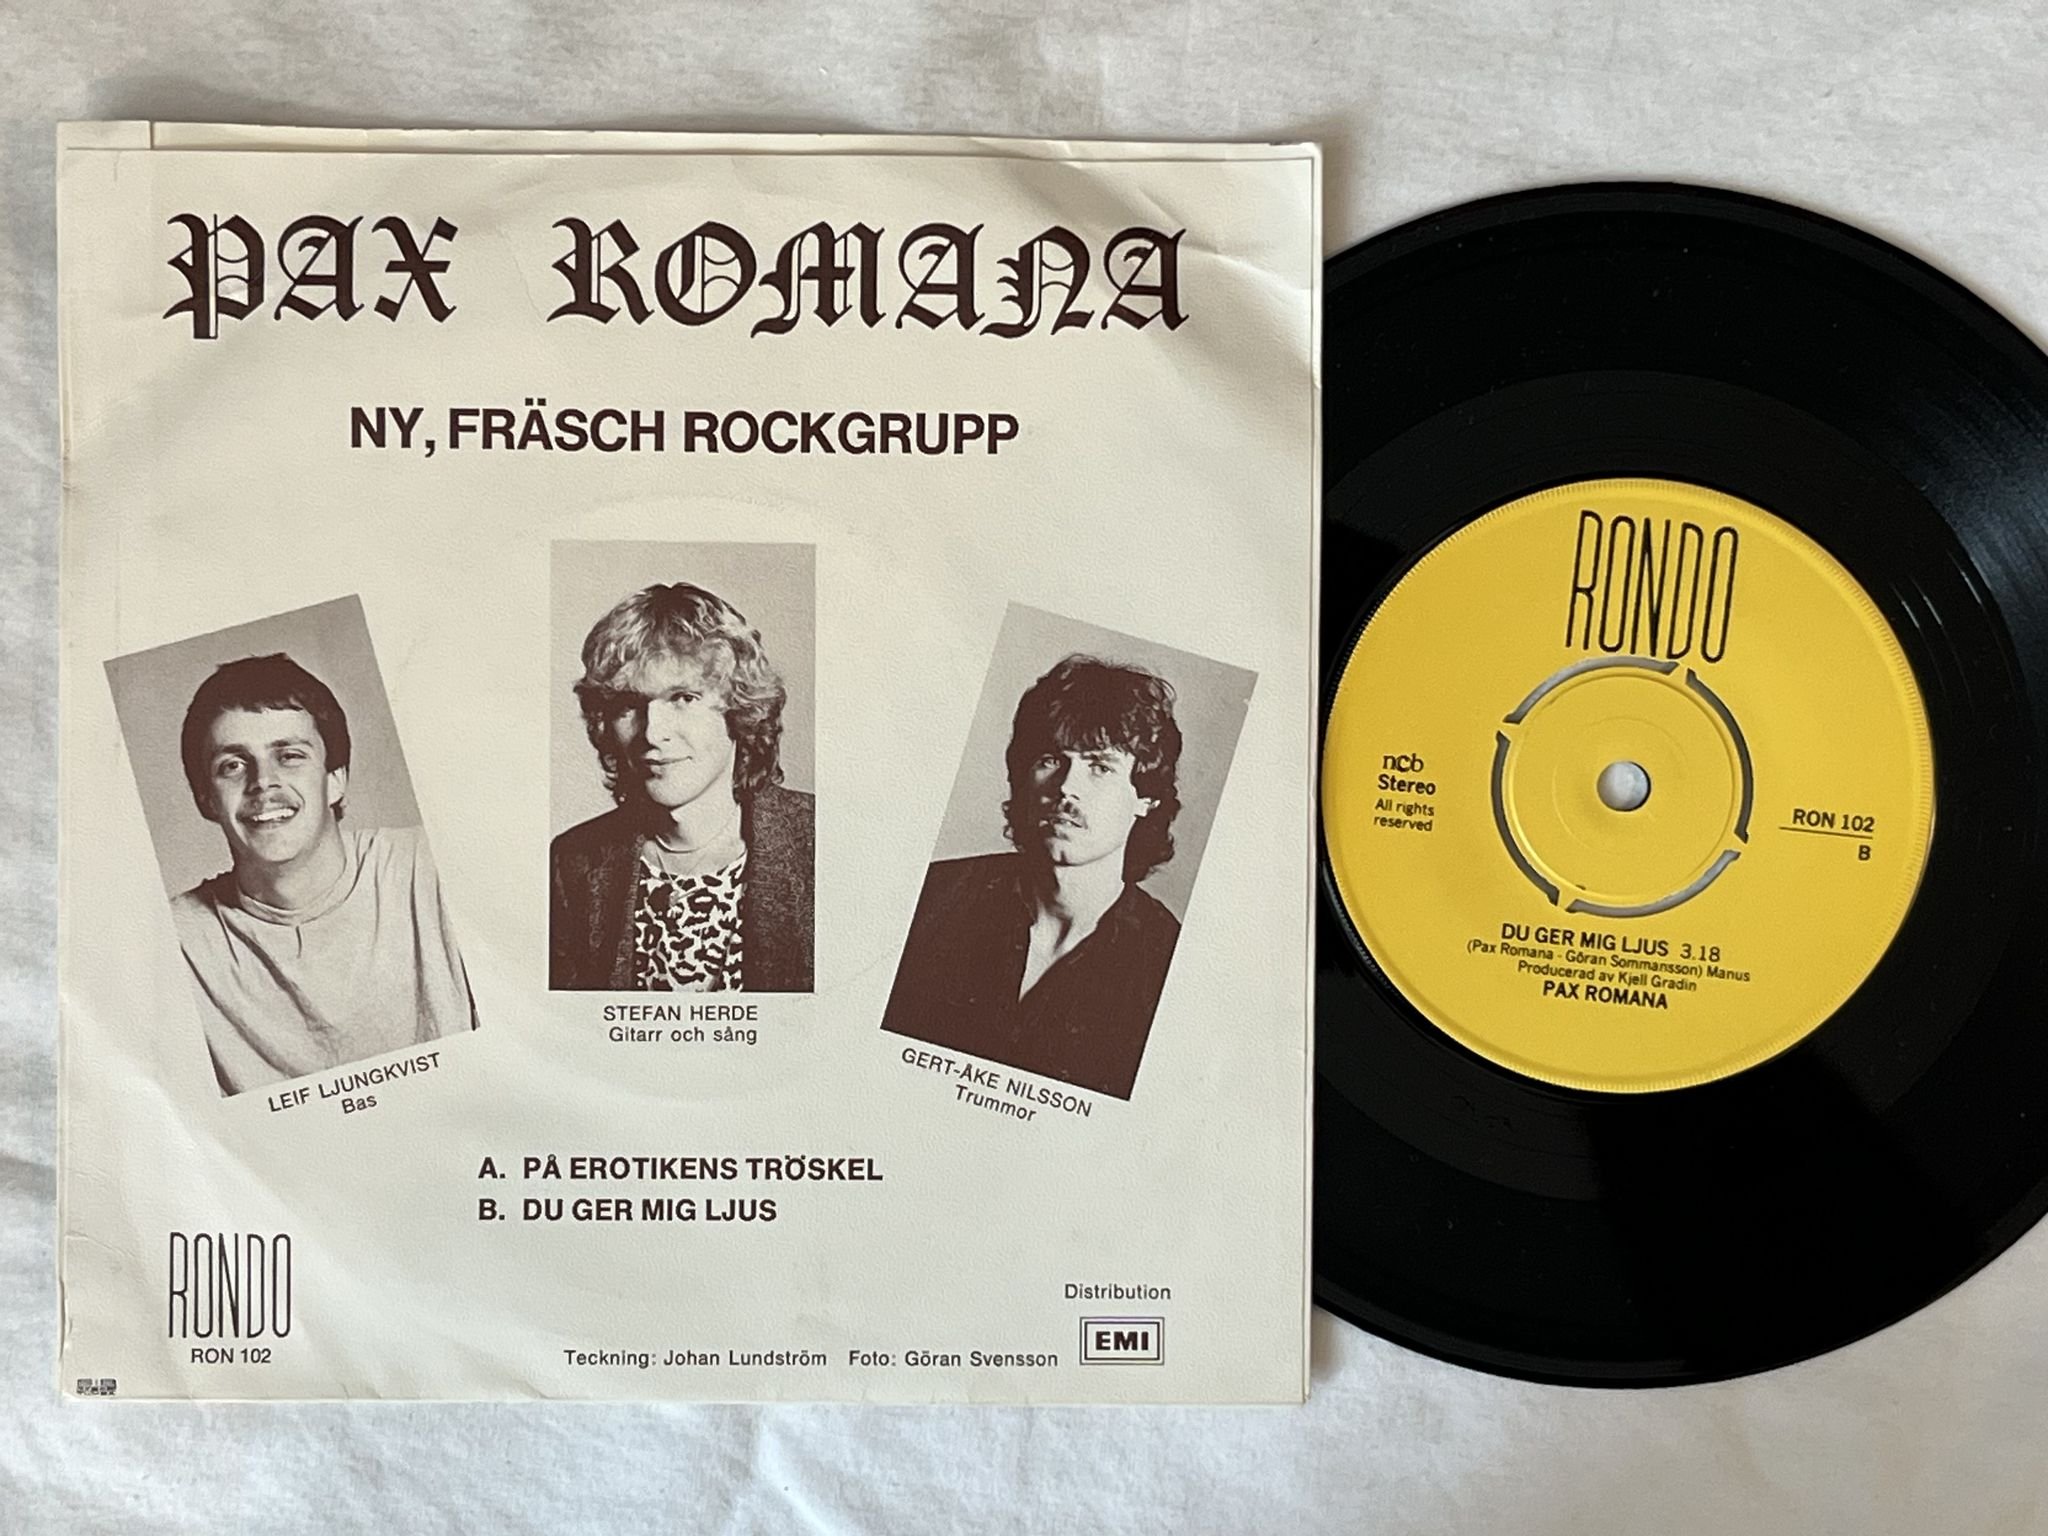 PAX ROMANA
NY, FRÄSCH ROCKGRUPP
LEIF LJUNGKVIST
Bas
STEFAN HERDE
Gitarr och sång
GERT-ÅKE NILSSON
Trummor
A. PÅ EROTIKENS TRÖSKEL
B. DU GER MIG LJUS
RONDO
RON 102
Teckning: Johan Lundström Foto: Göran Svensson
Distribution
EMI
RONDO
ncb
Stereo
All rights
reserved
RON 102
B
DU GER MIG LJUS 3.18
(Pax Romana - Göran Sommansson) Manus
Producerad av Kjell Gradin
PAX ROMANA